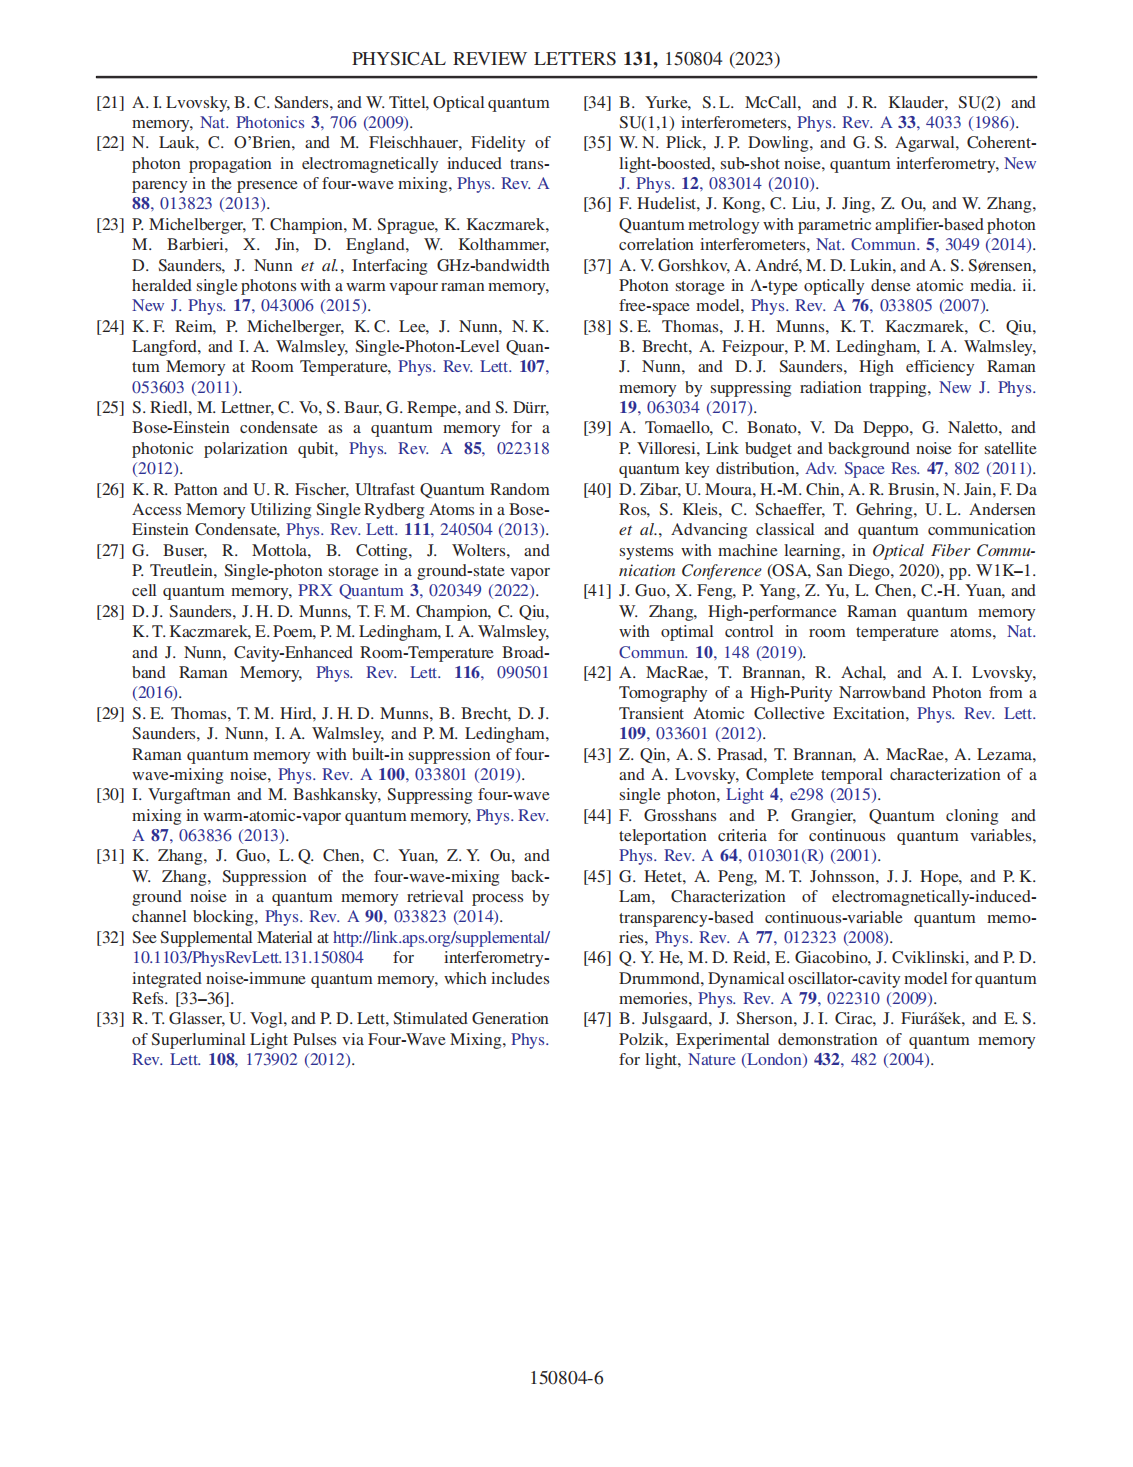 PHYSICAL REVIEW LETTERS 131, 150804 (2023)
[21] A. I. Lvovsky, B. C. Sanders, and W. Tittel, Optical quantum
memory, Nat. Photonics 3, 706 (2009).
[22] N. Lauk, C. O’Brien, and M. Fleischhauer, Fidelity of
photon propagation in electromagnetically induced trans-
parency in the presence of four-wave mixing, Phys. Rev. A
88, 013823 (2013).
[23] P. Michelberger, T. Champion, M. Sprague, K. Kaczmarek,
M. Barbieri, X. Jin, D. England, W. Kolthammer,
D. Saunders, J. Nunn et al., Interfacing GHz-bandwidth
heralded single photons with a warm vapour raman memory,
New J. Phys. 17, 043006 (2015).
[24] K. F. Reim, P. Michelberger, K. C. Lee, J. Nunn, N. K.
Langford, and I. A. Walmsley, Single-Photon-Level Quan-
tum Memory at Room Temperature, Phys. Rev. Lett. 107,
053603 (2011).
[25] S. Riedl, M. Lettner, C. Vo, S. Baur, G. Rempe, and S. Dürr,
Bose-Einstein condensate as a quantum memory for a
photonic polarization qubit, Phys. Rev. A 85, 022318
(2012).
[26] K. R. Patton and U. R. Fischer, Ultrafast Quantum Random
Access Memory Utilizing Single Rydberg Atoms in a Bose-
Einstein Condensate, Phys. Rev. Lett. 111, 240504 (2013).
[27] G. Buser, R. Mottola, B. Cotting, J. Wolters, and
P. Treutlein, Single-photon storage in a ground-state vapor
cell quantum memory, PRX Quantum 3, 020349 (2022).
[28] D. J. Saunders, J. H. D. Munns, T. F. M. Champion, C. Qiu,
K. T. Kaczmarek, E. Poem, P. M. Ledingham, I. A. Walmsley,
and J. Nunn, Cavity-Enhanced Room-Temperature Broad-
band Raman Memory, Phys. Rev. Lett. 116, 090501
(2016).
[29] S. E. Thomas, T. M. Hird, J. H. D. Munns, B. Brecht, D. J.
Saunders, J. Nunn, I. A. Walmsley, and P. M. Ledingham,
Raman quantum memory with built-in suppression of four-
wave-mixing noise, Phys. Rev. A 100, 033801 (2019).
[30] I. Vurgaftman and M. Bashkansky, Suppressing four-wave
mixing in warm-atomic-vapor quantum memory, Phys. Rev.
A 87, 063836 (2013).
[31] K. Zhang, J. Guo, L. Q. Chen, C. Yuan, Z. Y. Ou, and
W. Zhang, Suppression of the four-wave-mixing back-
ground noise in a quantum memory retrieval process by
channel blocking, Phys. Rev. A 90, 033823 (2014).
[32] See Supplemental Material at http://link.aps.org/supplemental/
10.1103/PhysRevLett.131.150804 for interferometry-
integrated noise-immune quantum memory, which includes
Refs. [33–36].
[33] R. T. Glasser, U. Vogl, and P. D. Lett, Stimulated Generation
of Superluminal Light Pulses via Four-Wave Mixing, Phys.
Rev. Lett. 108, 173902 (2012).
[34] B. Yurke, S. L. McCall, and J. R. Klauder, SU(2) and
SU(1,1) interferometers, Phys. Rev. A 33, 4033 (1986).
[35] W. N. Plick, J. P. Dowling, and G. S. Agarwal, Coherent-
light-boosted, sub-shot noise, quantum interferometry, New
J. Phys. 12, 083014 (2010).
[36] F. Hudelist, J. Kong, C. Liu, J. Jing, Z. Ou, and W. Zhang,
Quantum metrology with parametric amplifier-based photon
correlation interferometers, Nat. Commun. 5, 3049 (2014).
[37] A. V. Gorshkov, A. André, M. D. Lukin, and A. S. Sørensen,
Photon storage in Λ-type optically dense atomic media. ii.
free-space model, Phys. Rev. A 76, 033805 (2007).
[38] S. E. Thomas, J. H. Munns, K. T. Kaczmarek, C. Qiu,
B. Brecht, A. Feizpour, P. M. Ledingham, I. A. Walmsley,
J. Nunn, and D. J. Saunders, High efficiency Raman
memory by suppressing radiation trapping, New J. Phys.
19, 063034 (2017).
[39] A. Tomaello, C. Bonato, V. Da Deppo, G. Naletto, and
P. Villoresi, Link budget and background noise for satellite
quantum key distribution, Adv. Space Res. 47, 802 (2011).
[40] D. Zibar, U. Moura, H.-M. Chin, A. R. Brusin, N. Jain, F. Da
Ros, S. Kleis, C. Schaeffer, T. Gehring, U. L. Andersen
et al., Advancing classical and quantum communication
systems with machine learning, in Optical Fiber Commu-
nication Conference (OSA, San Diego, 2020), pp. W1K–1.
[41] J. Guo, X. Feng, P. Yang, Z. Yu, L. Chen, C.-H. Yuan, and
W. Zhang, High-performance Raman quantum memory
with optimal control in room temperature atoms, Nat.
Commun. 10, 148 (2019).
[42] A. MacRae, T. Brannan, R. Achal, and A. I. Lvovsky,
Tomography of a High-Purity Narrowband Photon from a
Transient Atomic Collective Excitation, Phys. Rev. Lett.
109, 033601 (2012).
[43] Z. Qin, A. S. Prasad, T. Brannan, A. MacRae, A. Lezama,
and A. Lvovsky, Complete temporal characterization of a
single photon, Light 4, e298 (2015).
[44] F. Grosshans and P. Grangier, Quantum cloning and
teleportation criteria for continuous quantum variables,
Phys. Rev. A 64, 010301(R) (2001).
[45] G. Hetet, A. Peng, M. T. Johnsson, J. J. Hope, and P. K.
Lam, Characterization of electromagnetically-induced-
transparency-based continuous-variable quantum memo-
ries, Phys. Rev. A 77, 012323 (2008).
[46] Q. Y. He, M. D. Reid, E. Giacobino, J. Cviklinski, and P. D.
Drummond, Dynamical oscillator-cavity model for quantum
memories, Phys. Rev. A 79, 022310 (2009).
[47] B. Julsgaard, J. Sherson, J. I. Cirac, J. Fiurášek, and E. S.
Polzik, Experimental demonstration of quantum memory
for light, Nature (London) 432, 482 (2004).
150804-6